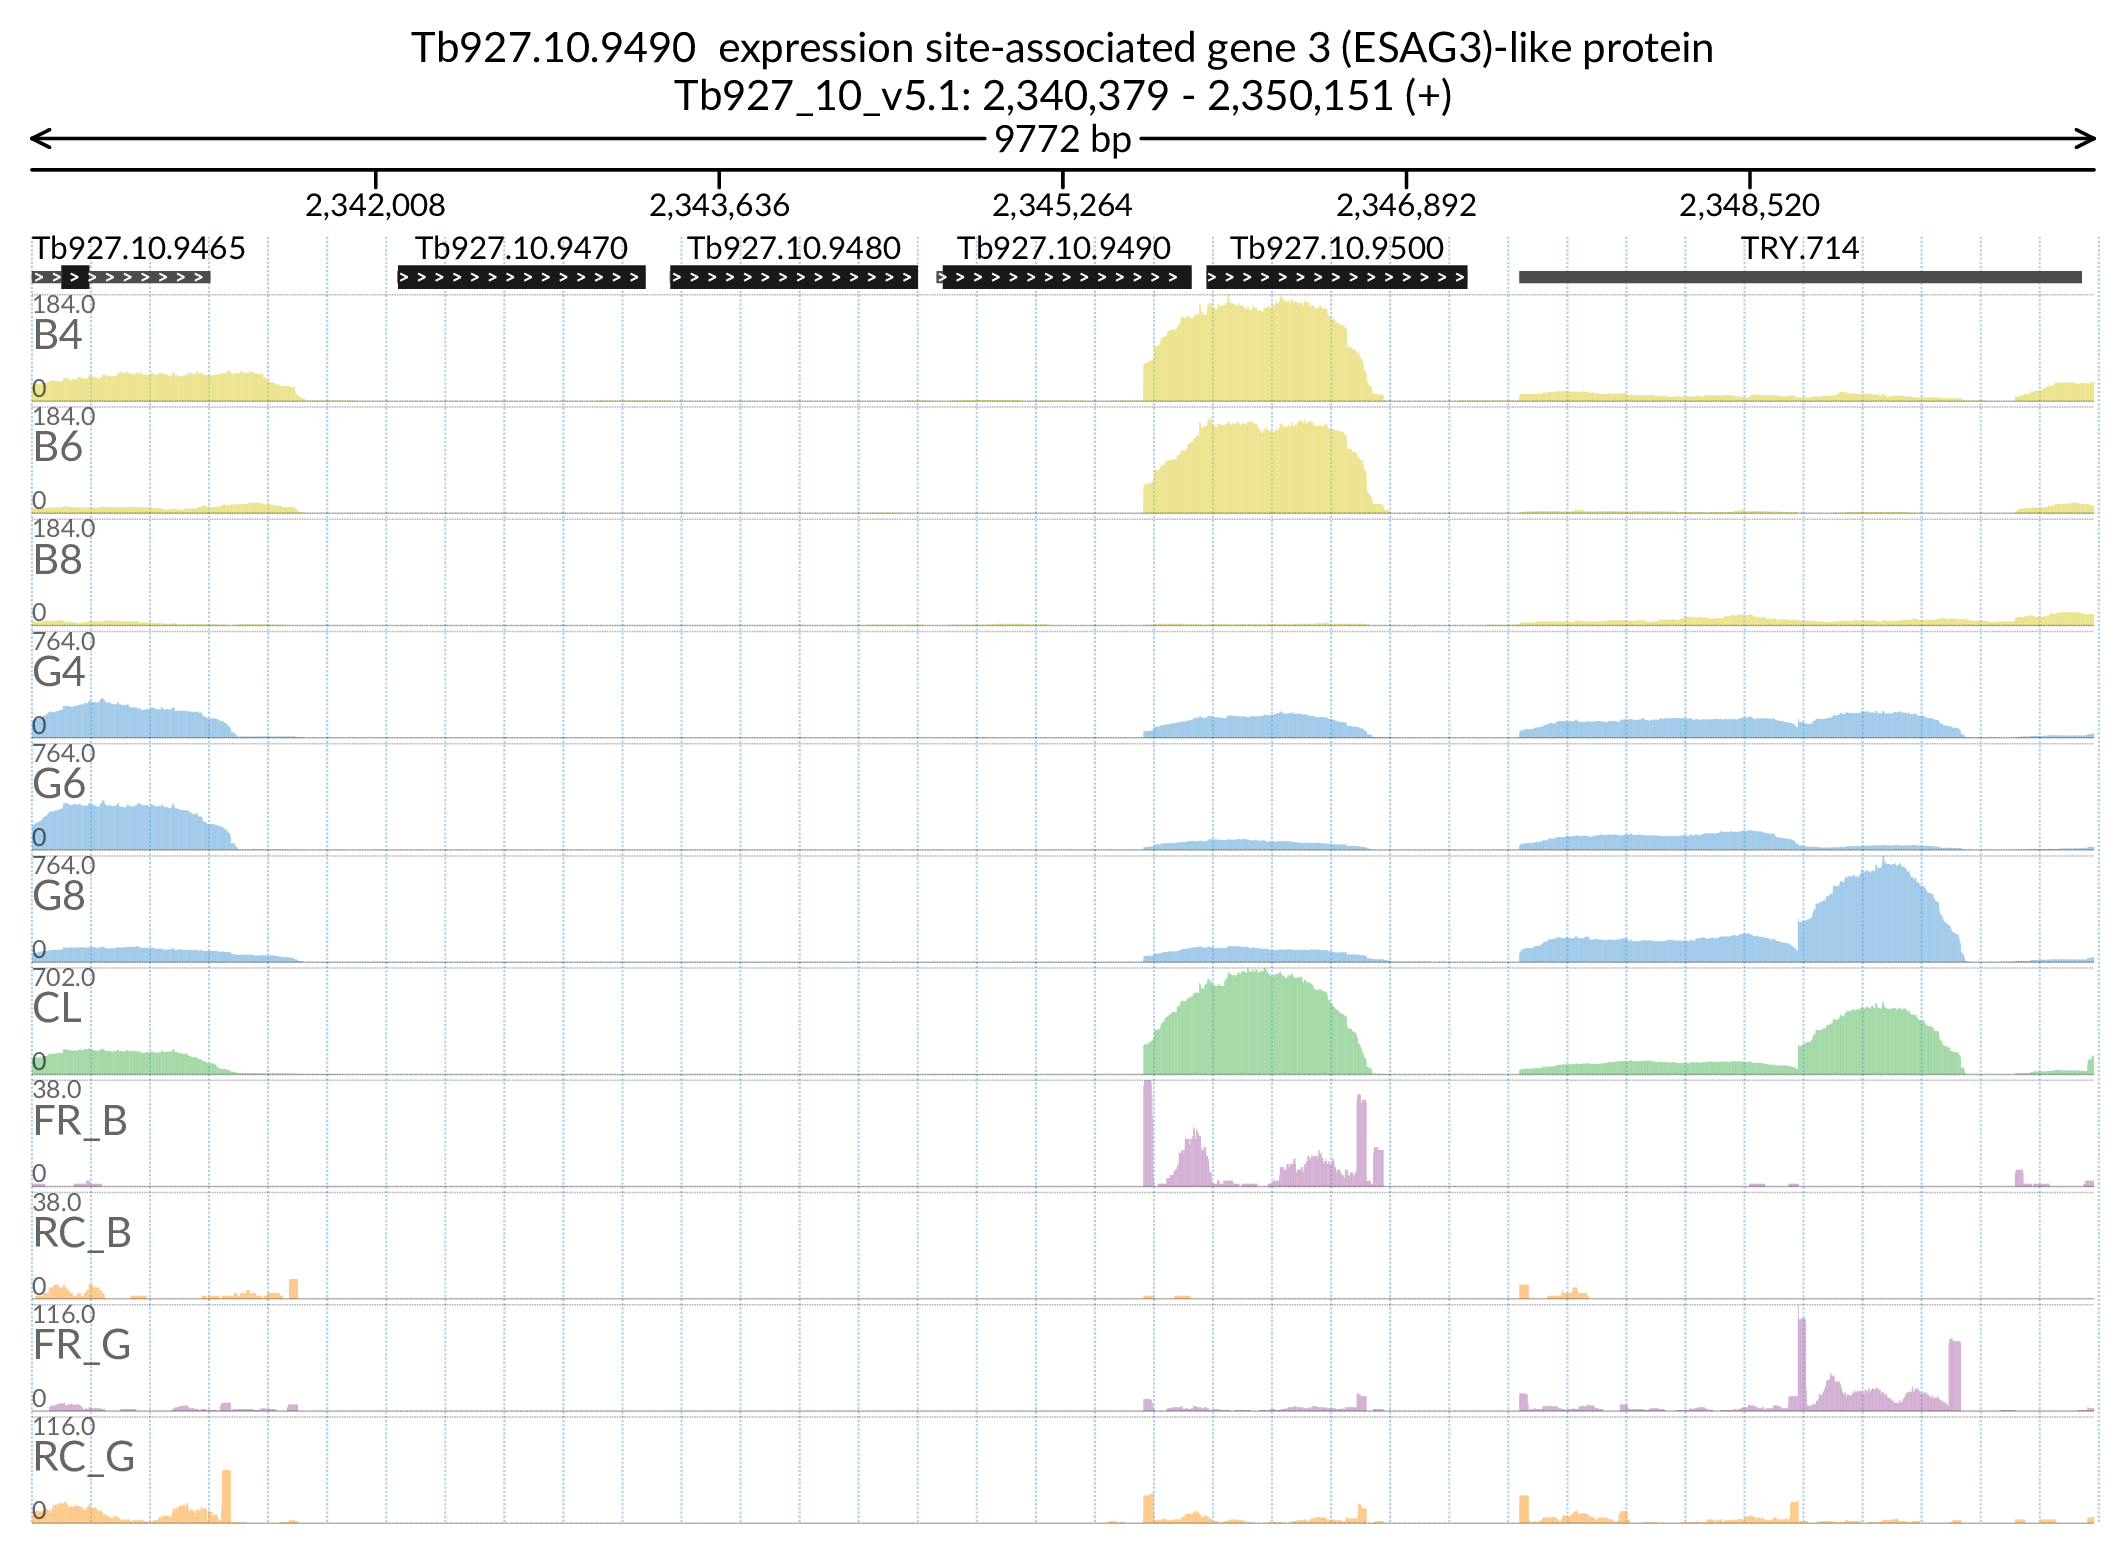 Tb927.10.9490  expression site-associated gene 3 (ESAG3)-like protein
Tb927_10_v5.1: 2,340,379 - 2,350,151 (+)
9772 bp
2,342,008 2,343,636 2,345,264 2,346,892 2,348,520
Tb927.10.9465 Tb927.10.9470 Tb927.10.9480 Tb927.10.9490 Tb927.10.9500 TRY.714
184.0
B4
0
184.0
B6
0
184.0
B8
0
764.0
G4
0
764.0
G6
0
764.0
G8
0
702.0
CL
0
38.0
FR_B
0
38.0
RC_B
0
116.0
FR_G
0
116.0
RC_G
0